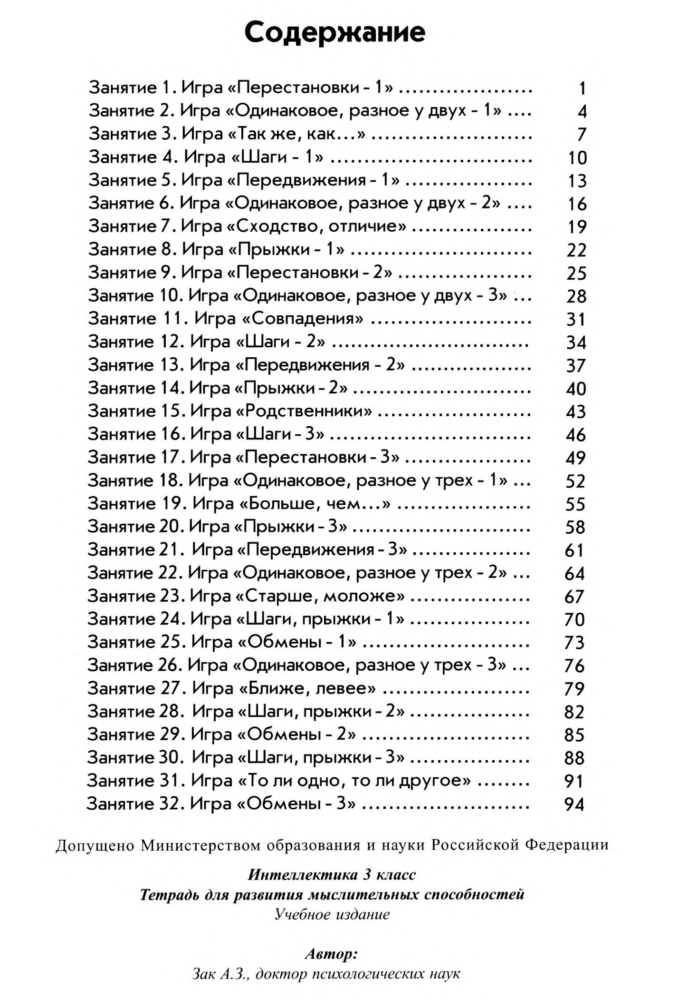 Содержание
Занятие 1. Игра «Перестановки - 1» .................... 1
Занятие 2. Игра «Одинаковое, разное у двух - 1» .... 4
Занятие 3. Игра «Так же, как...» ........................ 7
Занятие 4. Игра «Шаги - 1» .............................. 10
Занятие 5. Игра «Передвижения - 1» ................... 13
Занятие 6. Игра «Одинаковое, разное у двух - 2» .... 16
Занятие 7. Игра «Сходство, отличие» .................. 19
Занятие 8. Игра «Прыжки - 1» ........................... 22
Занятие 9. Игра «Перестановки - 2» .................... 25
Занятие 10. Игра «Одинаковое, разное у двух - 3» ... 28
Занятие 11. Игра «Совпадения» ........................ 31
Занятие 12. Игра «Шаги - 2» ............................. 34
Занятие 13. Игра «Передвижения - 2» .................. 37
Занятие 14. Игра «Прыжки - 2» .......................... 40
Занятие 15. Игра «Родственники» ....................... 43
Занятие 16. Игра «Шаги - 3» .............................. 46
Занятие 17. Игра «Перестановки - 3» ................... 49
Занятие 18. Игра «Одинаковое, разное у трех - 1» ... 52
Занятие 19. Игра «Больше, чем...» .................... 55
Занятие 20. Игра «Прыжки - 3» .......................... 58
Занятие 21. Игра «Передвижения - 3» .................. 61
Занятие 22. Игра «Одинаковое, разное у трех - 2» ... 64
Занятие 23. Игра «Старше, моложе» .................. 67
Занятие 24. Игра «Шаги, прыжки - 1» .................. 70
Занятие 25. Игра «Обмены - 1» ......................... 73
Занятие 26. Игра «Одинаковое, разное у трех - 3» ... 76
Занятие 27. Игра «Ближе, левее» ...................... 79
Занятие 28. Игра «Шаги, прыжки - 2» .................. 82
Занятие 29. Игра «Обмены - 2» ......................... 85
Занятие 30. Игра «Шаги, прыжки - 3» .................. 88
Занятие 31. Игра «То ли одно, то ли другое» ........ 91
Занятие 32. Игра «Обмены - 3» ......................... 94
Допущено Министерством образования и науки Российской Федерации
Интеллектика 3 класс
Тетрадь для развития мыслительных способностей
Учебное издание
Автор:
Зак А.З., доктор психологических наук